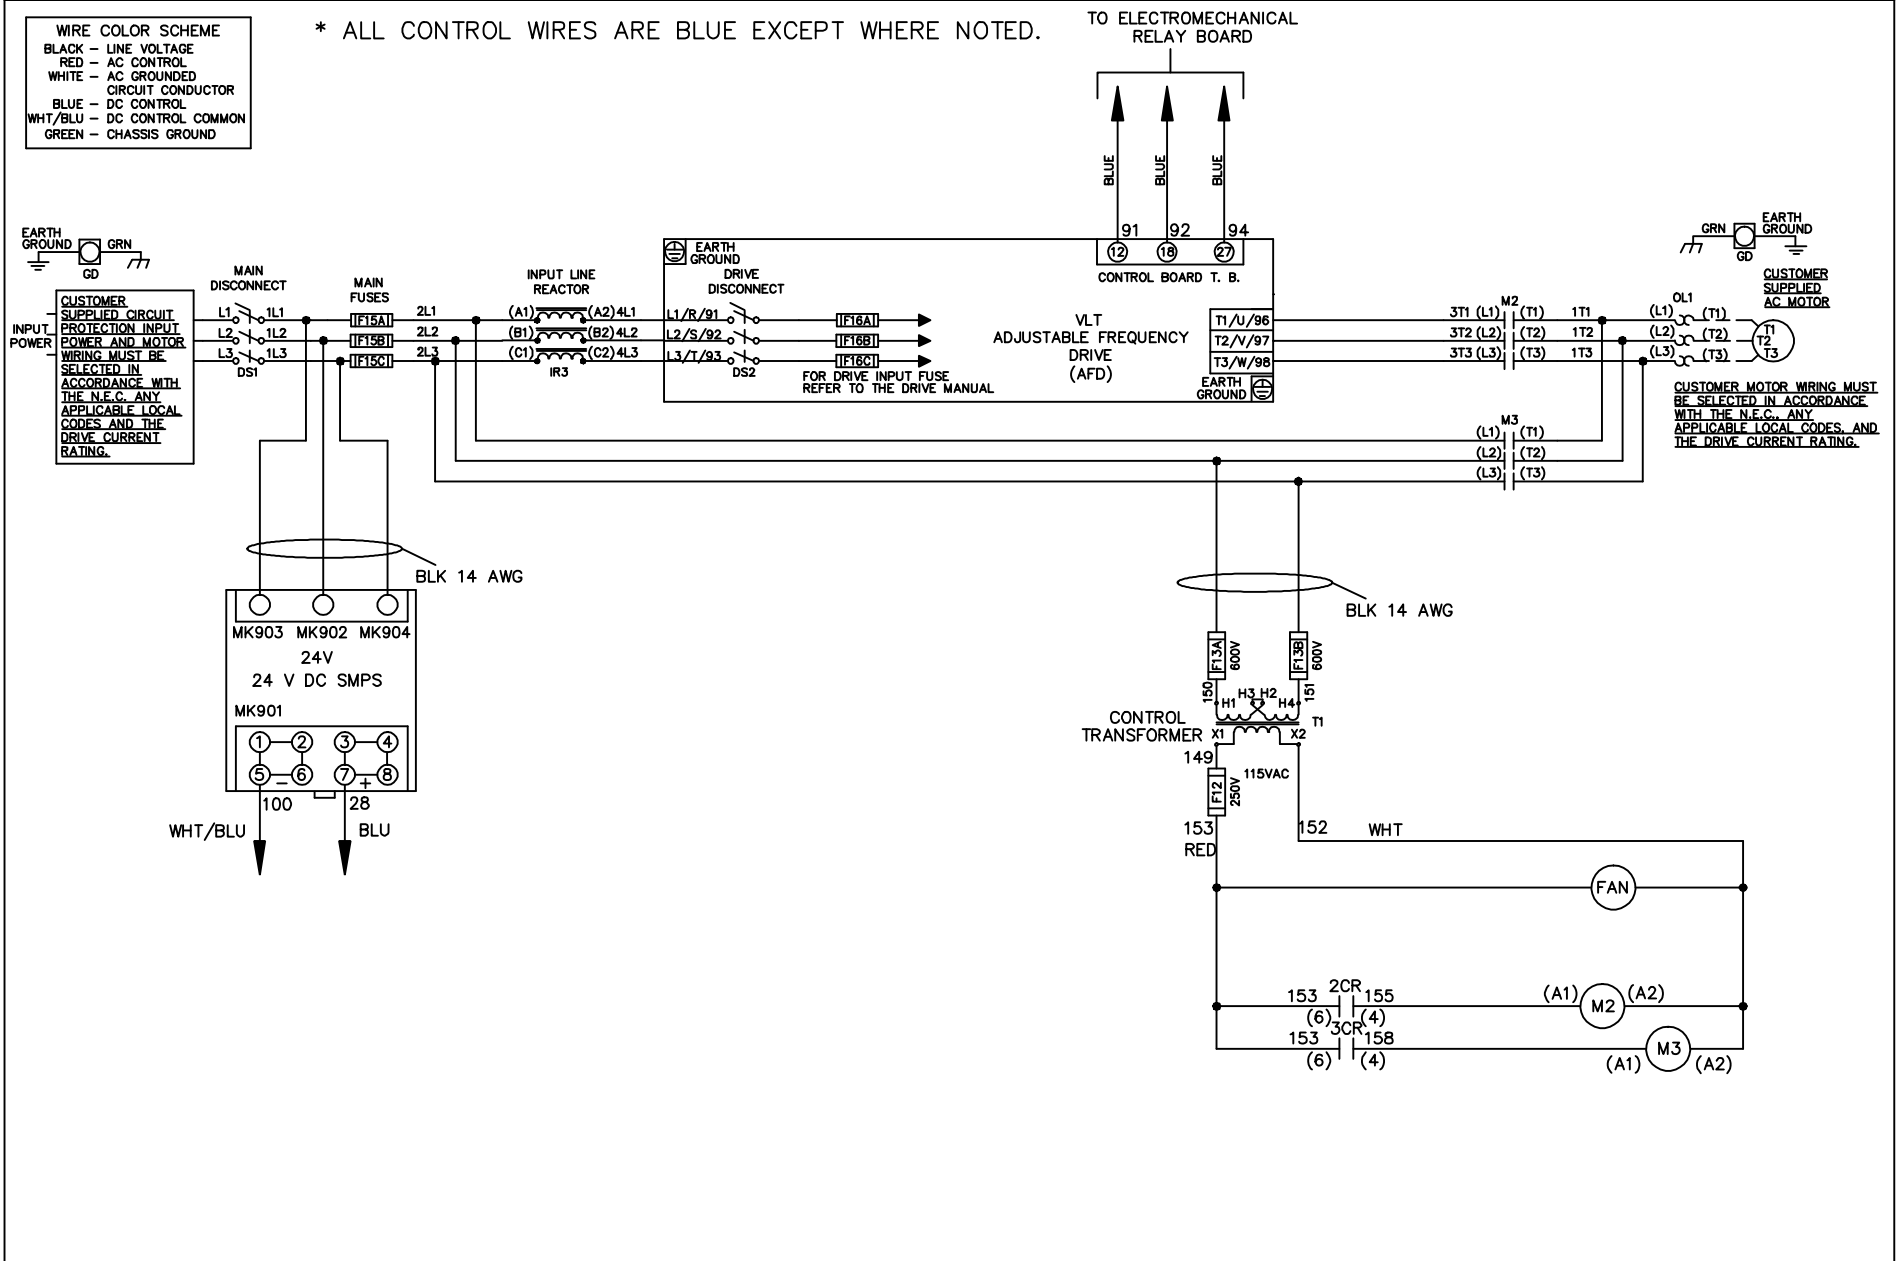 WIRE COLOR SCHEME
BLACK – LINE VOLTAGE
RED – AC CONTROL
WHITE – AC GROUNDED
CIRCUIT CONDUCTOR
BLUE – DC CONTROL
WHT/BLU – DC CONTROL COMMON
GREEN – CHASSIS GROUND
* ALL CONTROL WIRES ARE BLUE EXCEPT WHERE NOTED.
TO ELECTROMECHANICAL
RELAY BOARD
BLUE
BLUE
BLUE
91 92 94
12 18 27
CONTROL BOARD T. B.
EARTH
GROUND
GRN
GD
CUSTOMER
SUPPLIED CIRCUIT
PROTECTION INPUT
POWER AND MOTOR
WIRING MUST BE
SELECTED IN
ACCORDANCE WITH
THE N.E.C. ANY
APPLICABLE LOCAL
CODES AND THE
DRIVE CURRENT
RATING.
INPUT
POWER
MAIN
DISCONNECT
L1 1L1
L2 1L2
L3 1L3
DS1
MAIN
FUSES
F15A
F15B
F15C
2L1
2L2
2L3
INPUT LINE
REACTOR
(A1) (A2) 4L1
(B1) (B2) 4L2
(C1) (C2) 4L3
IR3
EARTH
GROUND
DRIVE
DISCONNECT
L1/R/91
L2/S/92
L3/T/93
DS2
F16A
F16B
F16C
FOR DRIVE INPUT FUSE
REFER TO THE DRIVE MANUAL
VLT
ADJUSTABLE FREQUENCY
DRIVE
(AFD)
T1/U/96
T2/V/97
T3/W/98
EARTH
GROUND
M2
3T1 (L1) (T1) 1T1
3T2 (L2) (T2) 1T2
3T3 (L3) (T3) 1T3
M3
(L1) (T1)
(L2) (T2)
(L3) (T3)
OL1
(L1) (T1)
(L2) (T2)
(L3) (T3)
T1
T2
T3
GRN
GD
EARTH
GROUND
CUSTOMER
SUPPLIED
AC MOTOR
CUSTOMER MOTOR WIRING MUST
BE SELECTED IN ACCORDANCE
WITH THE N.E.C., ANY
APPLICABLE LOCAL CODES, AND
THE DRIVE CURRENT RATING.
BLK 14 AWG
MK903 MK902 MK904
24V
24 V DC SMPS
MK901
1 2 3 4
5 6 7 8
– +
100 28
WHT/BLU BLU
BLK 14 AWG
F13A 600V
F13B 600V
150 151
H1 H3 H2 H4
T1
CONTROL
TRANSFORMER
X1 X2
149
115VAC
F12 250V
153
RED
152 WHT
FAN
153 2CR 155
(6) (4)
(A1) M2 (A2)
153 3CR 158
(6) (4)
(A1) M3 (A2)